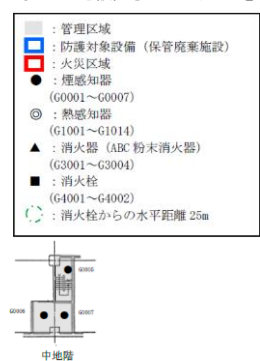 ：管理区域
：防護対象設備（保管廃棄施設）
：火災区域
● ：煙感知器
(G0001～G0007)
◎ ：熱感知器
(G1001～G1014)
▲ ：消火器（ABC 粉末消火器）
(G3001～G3004)
■ ：消火栓
(G4001～G4002)
：消火栓からの水平距離 25m
G0005
G0006
G0007
中地階